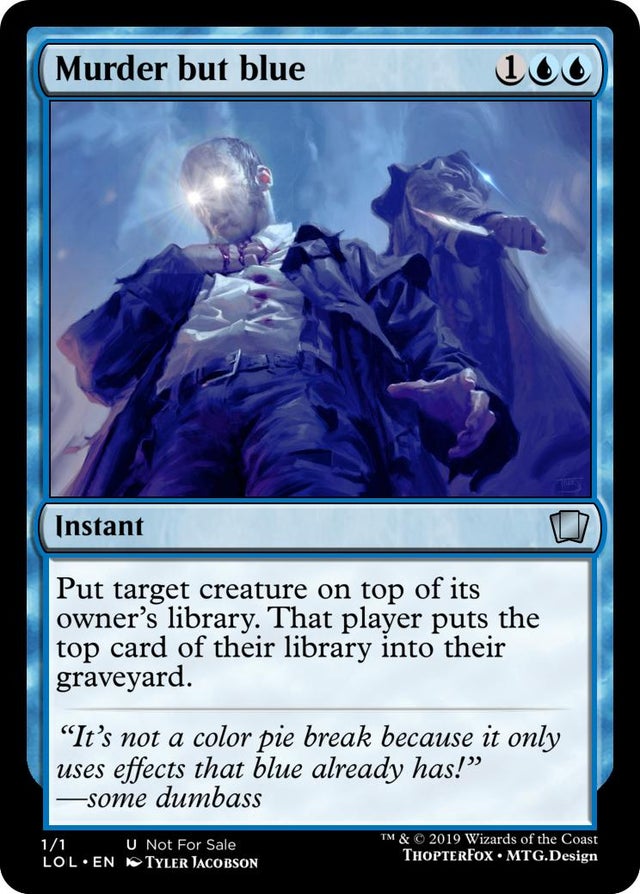 Murder but blue 1
Instant
Put target creature on top of its
owner's library. That player puts the
top card of their library into their
graveyard.
“It's not a color pie break because it only
uses effects that blue already has!”
—some dumbass
1/1 U Not For Sale ™ & © 2019 Wizards of the Coast
LOL • EN Tyler Jacobson ThopterFox • MTG.Design